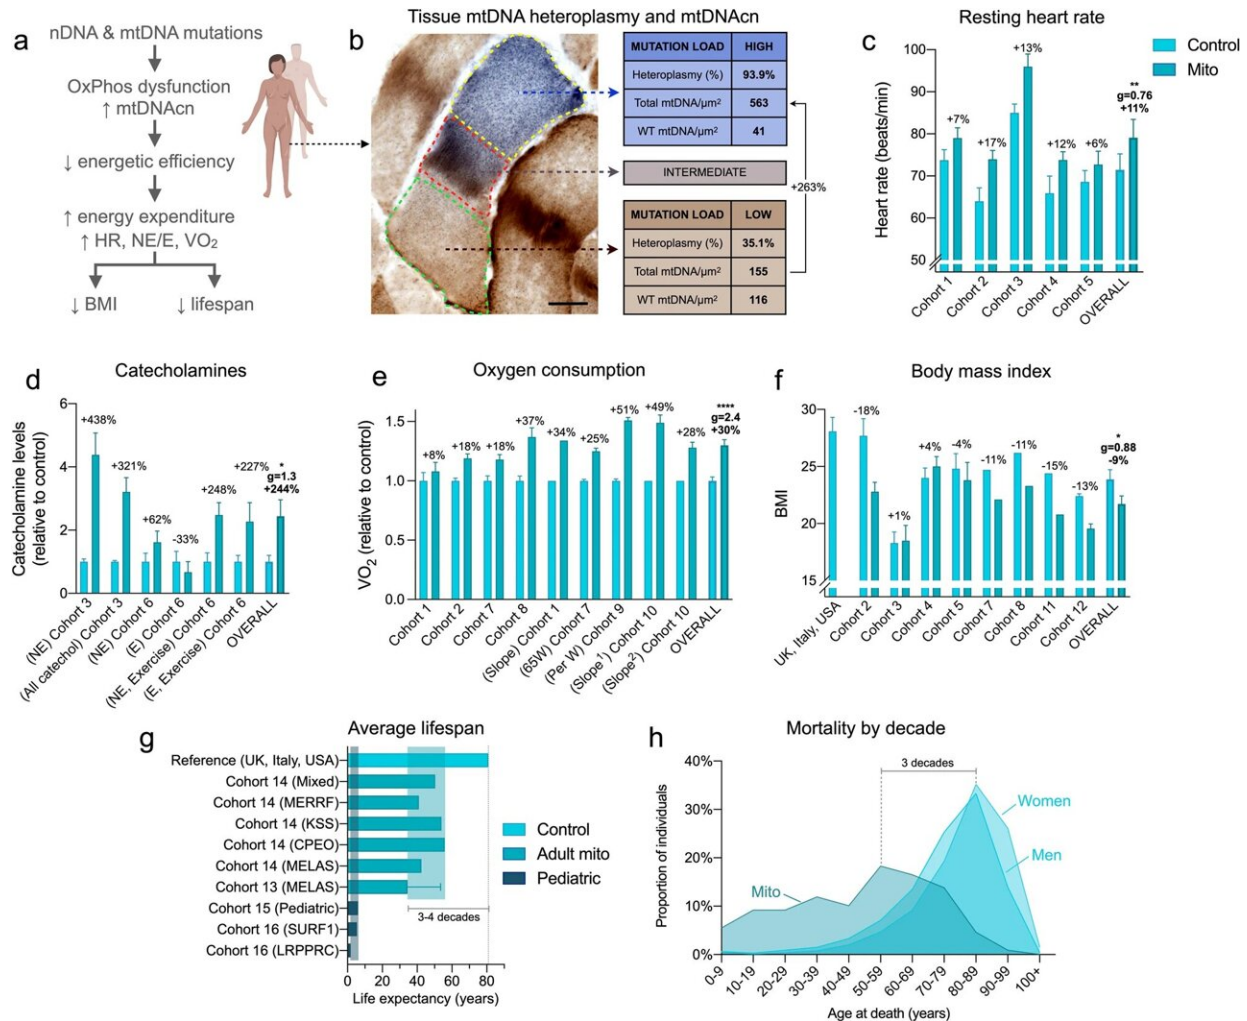 a
nDNA & mtDNA mutations
OxPhos dysfunction
↑ mtDNAcn
↓ energetic efficiency
↑ energy expenditure
↑ HR, NE/E, VO₂
↓ BMI
↓ lifespan
b
Tissue mtDNA heteroplasmy and mtDNAcn
MUTATION LOAD HIGH
Heteroplasmy (%) 93.9%
Total mtDNA/µm² 563
WT mtDNA/µm² 41
INTERMEDIATE
+263%
MUTATION LOAD LOW
Heteroplasmy (%) 35.1%
Total mtDNA/µm² 155
WT mtDNA/µm² 116
c
Resting heart rate
Control
Mito
Heart rate (beats/min)
100
90
80
70
60
50
+7%
+17%
+13%
+12%
+6%
**
g=0.76
+11%
Cohort 1
Cohort 2
Cohort 3
Cohort 4
Cohort 5
OVERALL
d
Catecholamines
Catecholamine levels
(relative to control)
6
4
2
0
+438%
+321%
+62%
-33%
+248%
+227%
*
g=1.3
+244%
(NE) Cohort 3
(All catechol) Cohort 3
(NE) Cohort 6
(E) Cohort 6
(NE, Exercise) Cohort 6
(E, Exercise) Cohort 6
OVERALL
e
Oxygen consumption
VO₂ (relative to control)
1.5
1.0
0.5
0.0
+8%
+18%
+18%
+37%
+34%
+25%
+51%
+49%
+28%
****
g=2.4
+30%
Cohort 1
Cohort 2
Cohort 7
Cohort 8
(Slope) Cohort 1
(65W) Cohort 7
(Per W) Cohort 9
(Slope¹) Cohort 10
(Slope²) Cohort 10
OVERALL
f
Body mass index
BMI
30
25
20
15
-18%
+1%
+4%
-4%
-11%
-11%
-15%
-13%
*
g=0.88
-9%
UK, Italy, USA
Cohort 2
Cohort 3
Cohort 4
Cohort 5
Cohort 7
Cohort 8
Cohort 11
Cohort 12
OVERALL
g
Average lifespan
Reference (UK, Italy, USA)
Cohort 14 (Mixed)
Cohort 14 (MERRF)
Cohort 14 (KSS)
Cohort 14 (CPEO)
Cohort 14 (MELAS)
Cohort 13 (MELAS)
Cohort 15 (Pediatric)
Cohort 16 (SURF1)
Cohort 16 (LRPPRC)
3-4 decades
0 20 40 60 80
Life expectancy (years)
Control
Adult mito
Pediatric
h
Mortality by decade
Proportion of individuals
40%
30%
20%
10%
0%
3 decades
Women
Men
Mito
0-9
10-19
20-29
30-39
40-49
50-59
60-69
70-79
80-89
90-99
100+
Age at death (years)